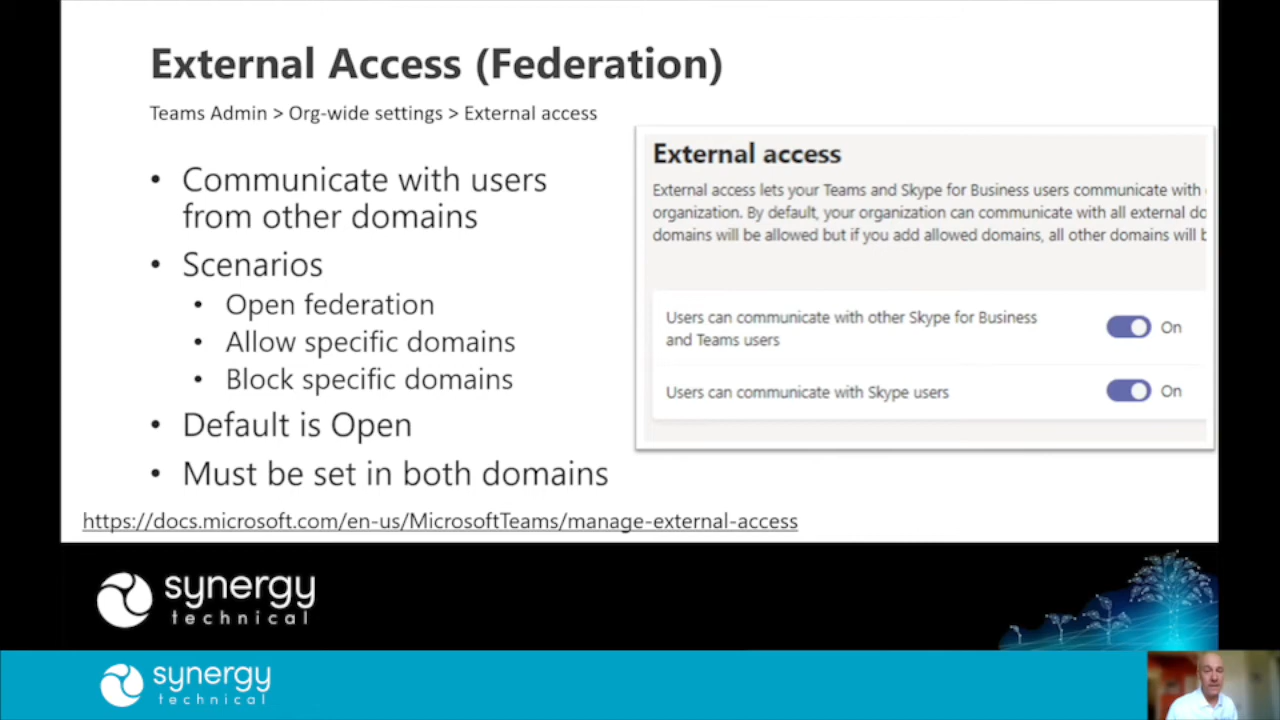 External Access (Federation)
Teams Admin > Org-wide settings > External access
• Communicate with users
from other domains
• Scenarios
• Open federation
• Allow specific domains
• Block specific domains
• Default is Open
• Must be set in both domains
https://docs.microsoft.com/en-us/MicrosoftTeams/manage-external-access
External access
External access lets your Teams and Skype for Business users communicate with
organization. By default, your organization can communicate with all external do
domains will be allowed but if you add allowed domains, all other domains will b
Users can communicate with other Skype for Business
and Teams users
On
Users can communicate with Skype users
On
synergy
technical
synergy
technical